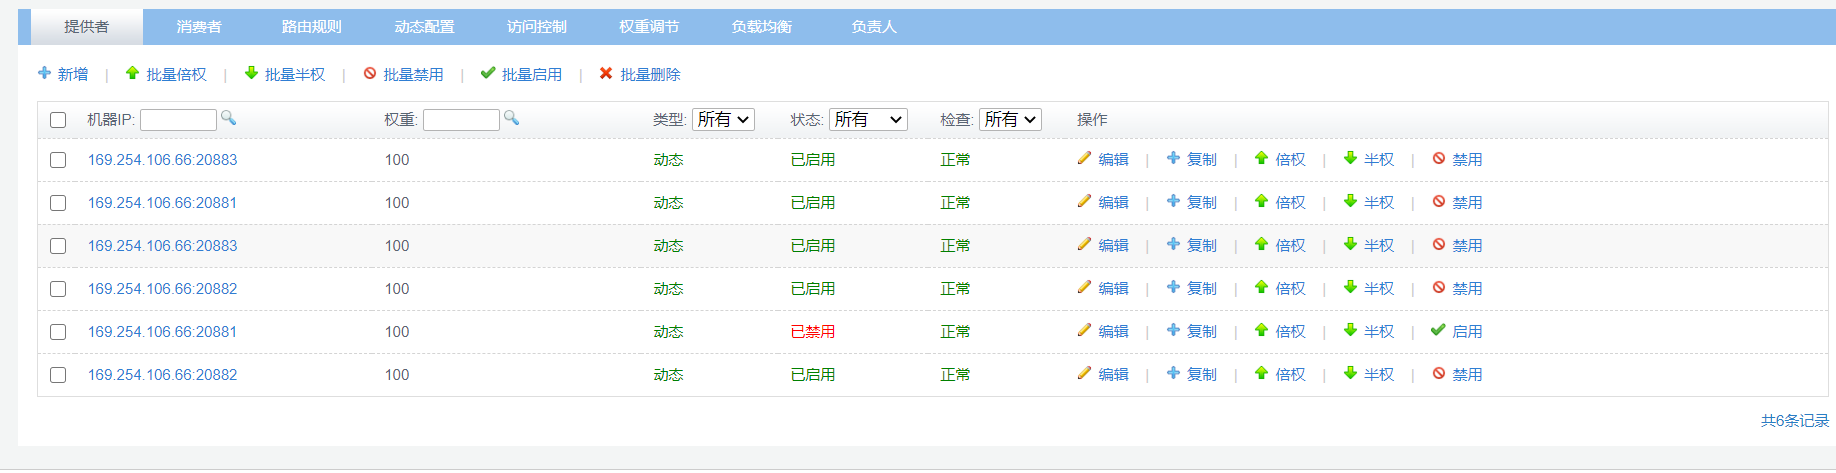 提供者 消费者 路由规则 动态配置 访问控制 权重调节 负载均衡 负责人
新增 | 批量倍权 | 批量半权 | 批量禁用 | 批量启用 | 批量删除
机器IP: 权重: 类型: 所有 状态: 所有 检查: 所有 操作
169.254.106.66:20883 100 动态 已启用 正常 编辑 | 复制 | 倍权 | 半权 | 禁用
169.254.106.66:20881 100 动态 已启用 正常 编辑 | 复制 | 倍权 | 半权 | 禁用
169.254.106.66:20883 100 动态 已启用 正常 编辑 | 复制 | 倍权 | 半权 | 禁用
169.254.106.66:20882 100 动态 已启用 正常 编辑 | 复制 | 倍权 | 半权 | 禁用
169.254.106.66:20881 100 动态 已禁用 正常 编辑 | 复制 | 倍权 | 半权 | 启用
169.254.106.66:20882 100 动态 已启用 正常 编辑 | 复制 | 倍权 | 半权 | 禁用
共6条记录